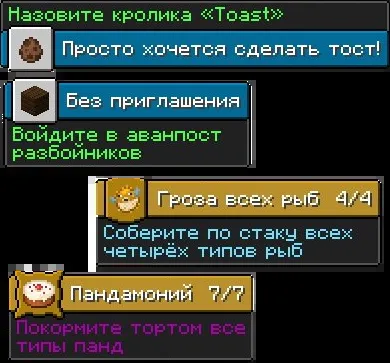 Назовите кролика «Toast»
Просто хочется сделать тост!
Без приглашения
Войдите в аванпост
разбойников
Гроза всех рыб 4/4
Соберите по стаку всех
четырёх типов рыб
Пандамоний 7/7
Покормите тортом все
типы панд